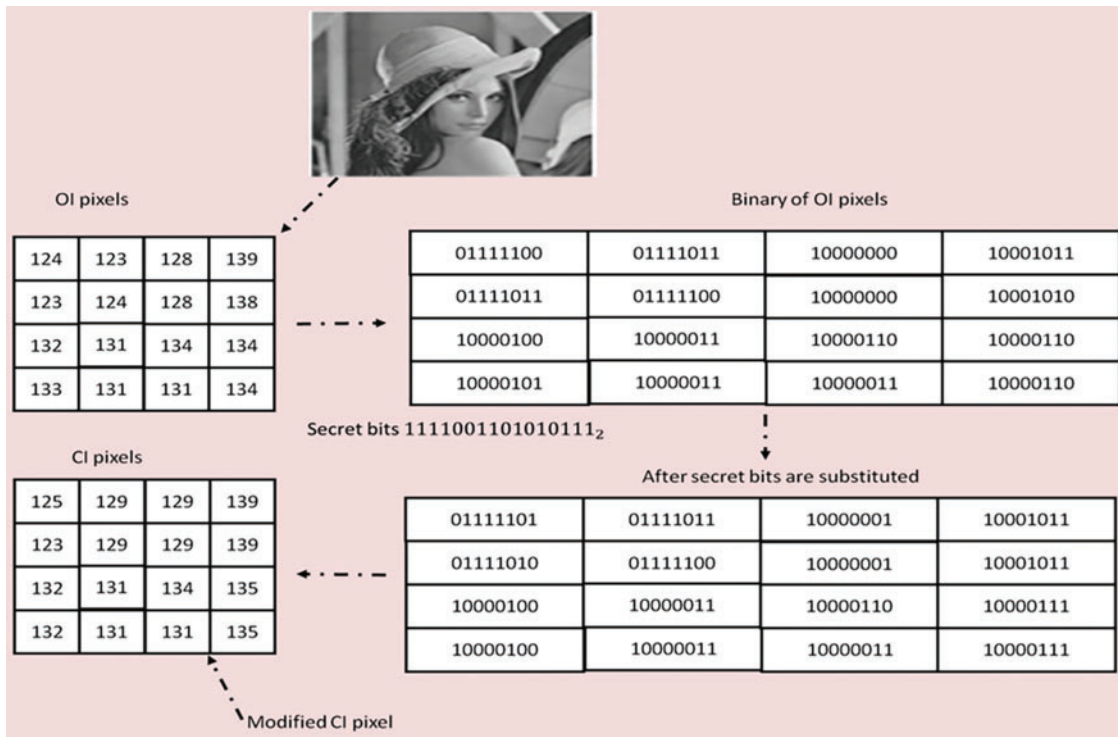 OI pixels
Binary of OI pixels
124 123 128 139
123 124 128 138
132 131 134 134
133 131 131 134
01111100 01111011 10000000 10001011
01111011 01111100 10000000 10001010
10000100 10000011 10000110 10000110
10000101 10000011 10000011 10000110
Secret bits 1111001101010111₂
CI pixels
After secret bits are substituted
125 129 129 139
123 129 129 139
132 131 134 135
132 131 131 135
01111101 01111011 10000001 10001011
01111010 01111100 10000001 10001011
10000100 10000011 10000110 10000111
10000100 10000011 10000011 10000111
Modified CI pixel